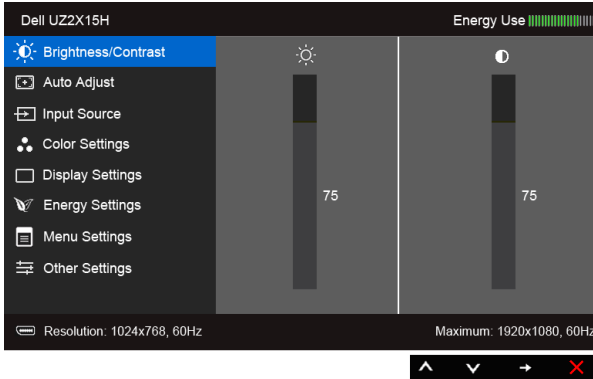 Dell UZ2X15H
Energy Use
Brightness/Contrast
Auto Adjust
Input Source
Color Settings
Display Settings
Energy Settings
Menu Settings
Other Settings
75
75
Resolution: 1024x768, 60Hz
Maximum: 1920x1080, 60Hz